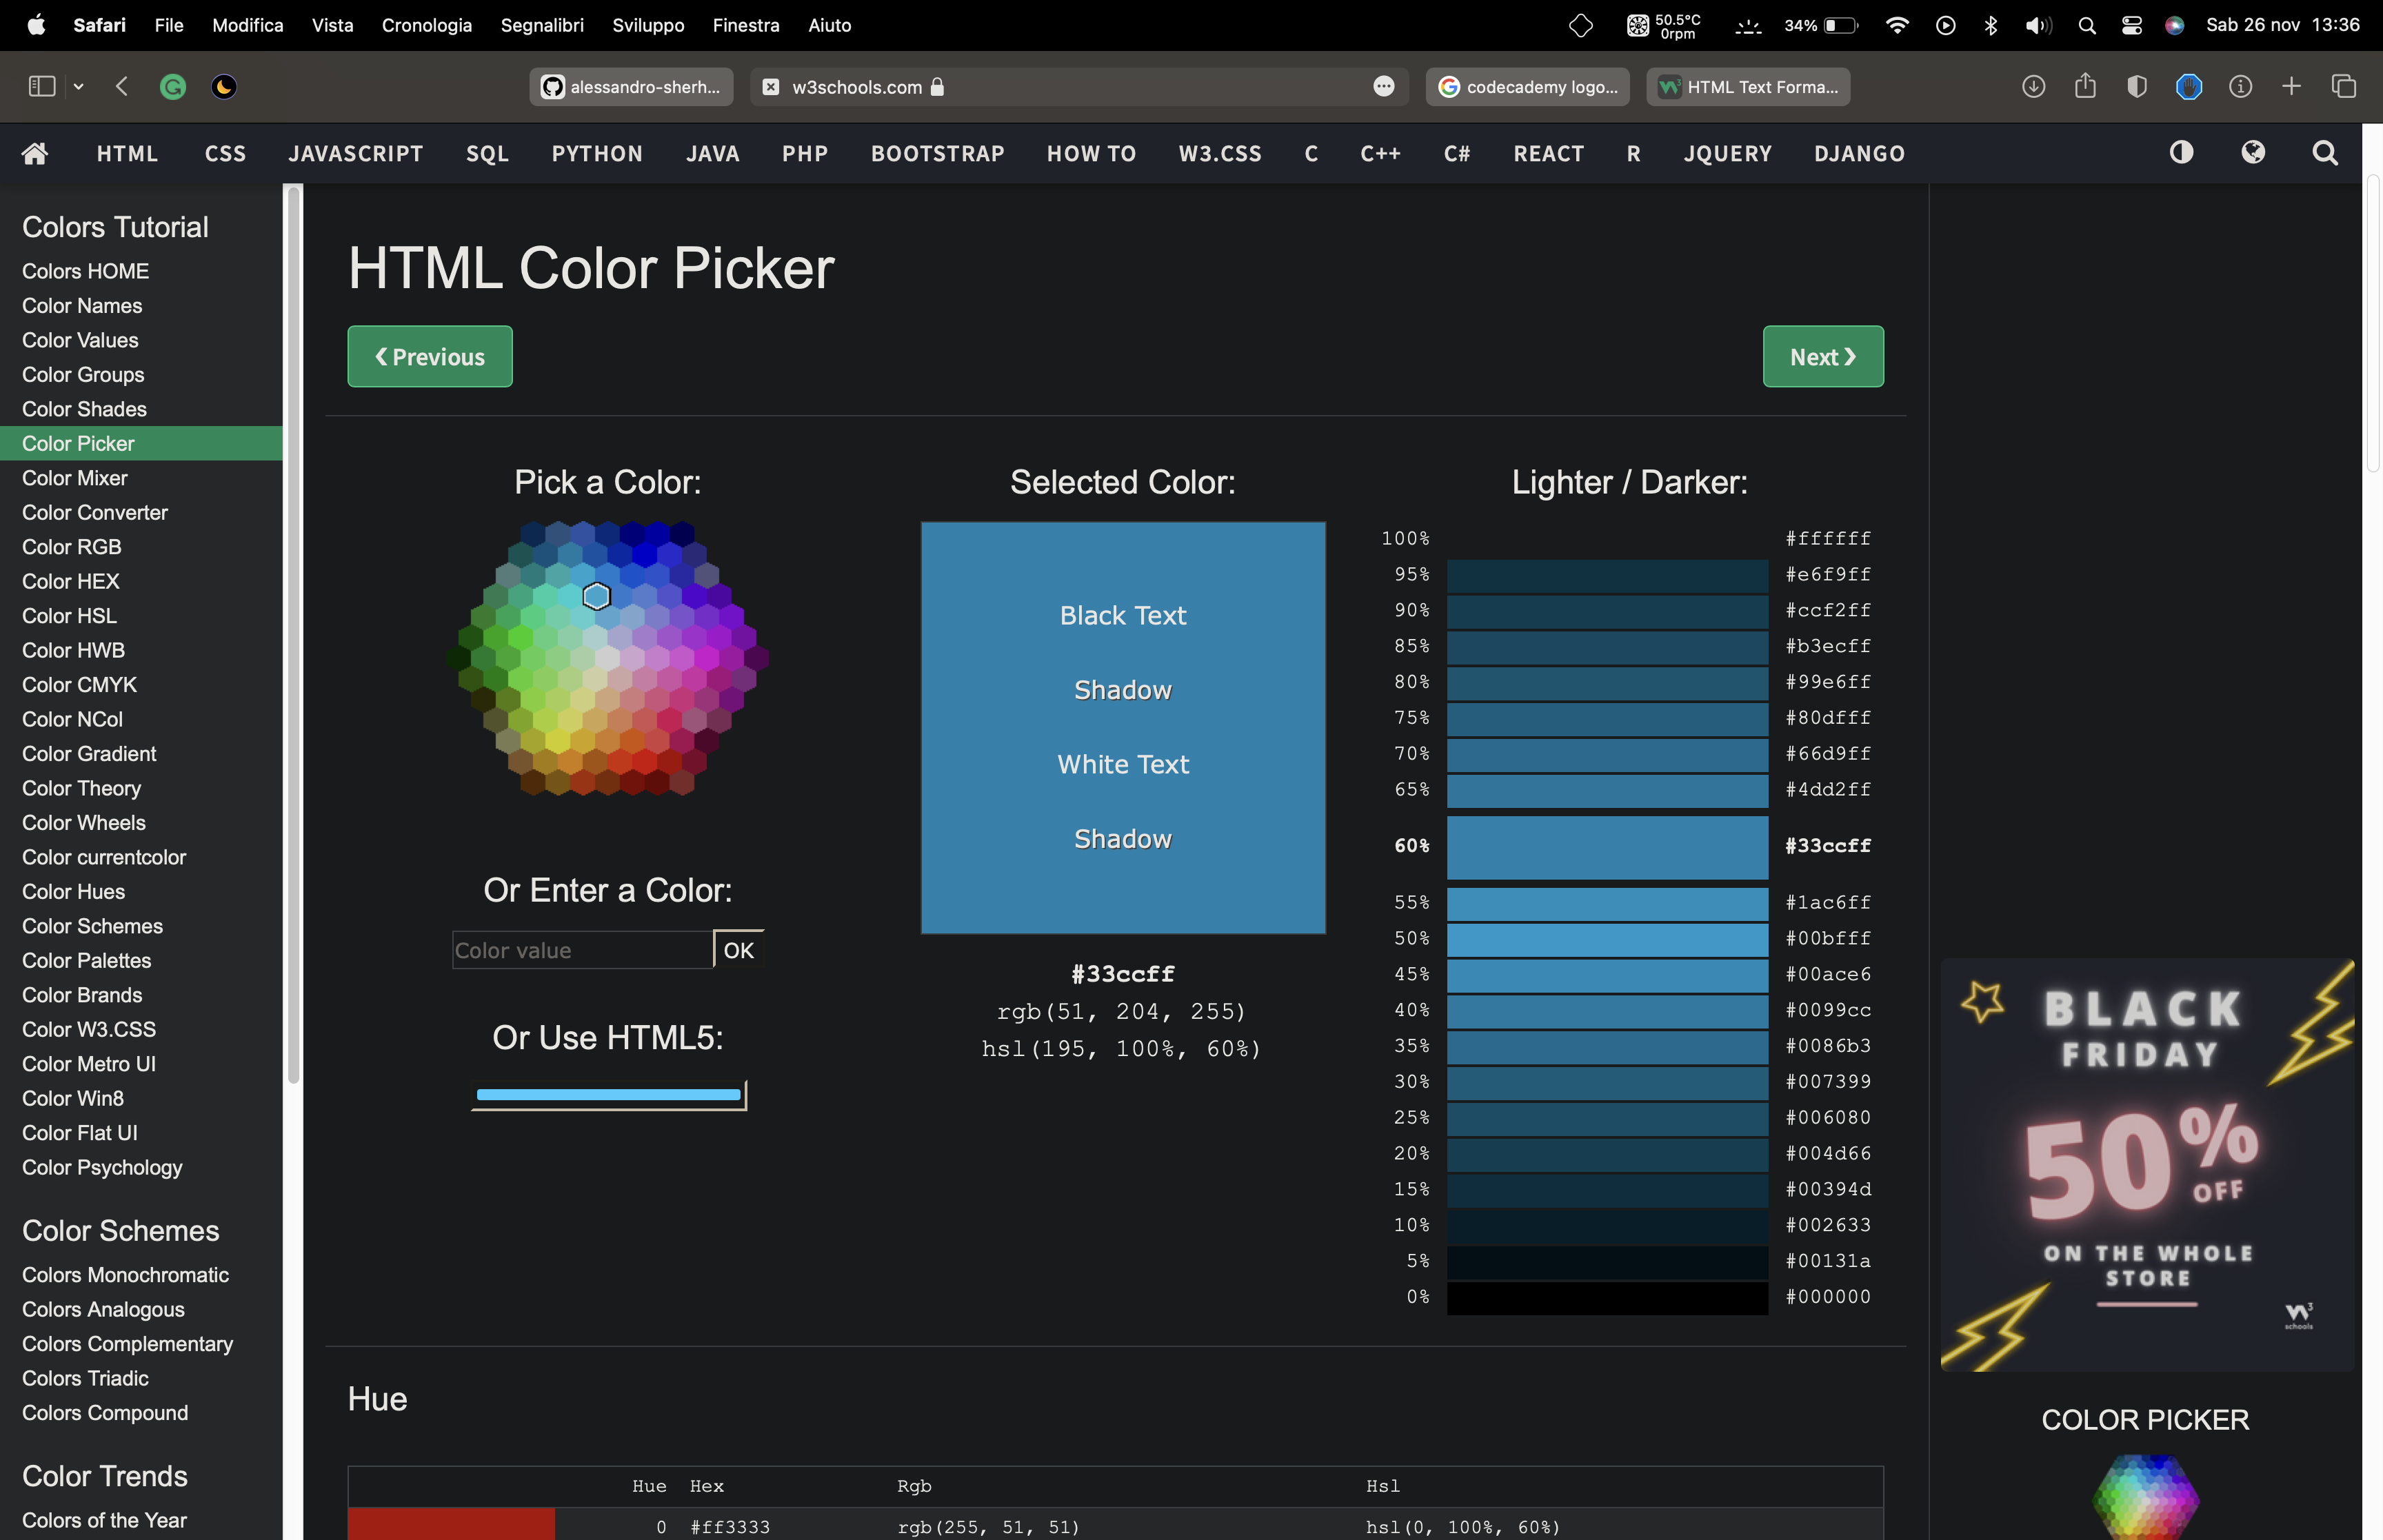 Safari File Modifica Vista Cronologia Segnalibri Sviluppo Finestra Aiuto 50.5°C 0rpm 34% Sab 26 nov 13:36
alessandro-sherh... w3schools.com codecademy logo... HTML Text Forma...
HTML CSS JAVASCRIPT SQL PYTHON JAVA PHP BOOTSTRAP HOW TO W3.CSS C C++ C# REACT R JQUERY DJANGO
Colors Tutorial
Colors HOME
Color Names
Color Values
Color Groups
Color Shades
Color Picker
Color Mixer
Color Converter
Color RGB
Color HEX
Color HSL
Color HWB
Color CMYK
Color NCol
Color Gradient
Color Theory
Color Wheels
Color currentcolor
Color Hues
Color Schemes
Color Palettes
Color Brands
Color W3.CSS
Color Metro UI
Color Win8
Color Flat UI
Color Psychology
Color Schemes
Colors Monochromatic
Colors Analogous
Colors Complementary
Colors Triadic
Colors Compound
Color Trends
Colors of the Year
HTML Color Picker
❮ Previous
Next ❯
Pick a Color:
Or Enter a Color:
Color value OK
Or Use HTML5:
Selected Color:
Black Text
Shadow
White Text
Shadow
#33ccff
rgb(51, 204, 255)
hsl(195, 100%, 60%)
Lighter / Darker:
100% #ffffff
95% #e6f9ff
90% #ccf2ff
85% #b3ecff
80% #99e6ff
75% #80dfff
70% #66d9ff
65% #4dd2ff
60% #33ccff
55% #1ac6ff
50% #00bfff
45% #00ace6
40% #0099cc
35% #0086b3
30% #007399
25% #006080
20% #004d66
15% #00394d
10% #002633
5% #00131a
0% #000000
Hue
Hue Hex Rgb Hsl
0 #ff3333 rgb(255, 51, 51) hsl(0, 100%, 60%)
BLACK
FRIDAY
50%
OFF
ON THE WHOLE
STORE
w3
schools
COLOR PICKER